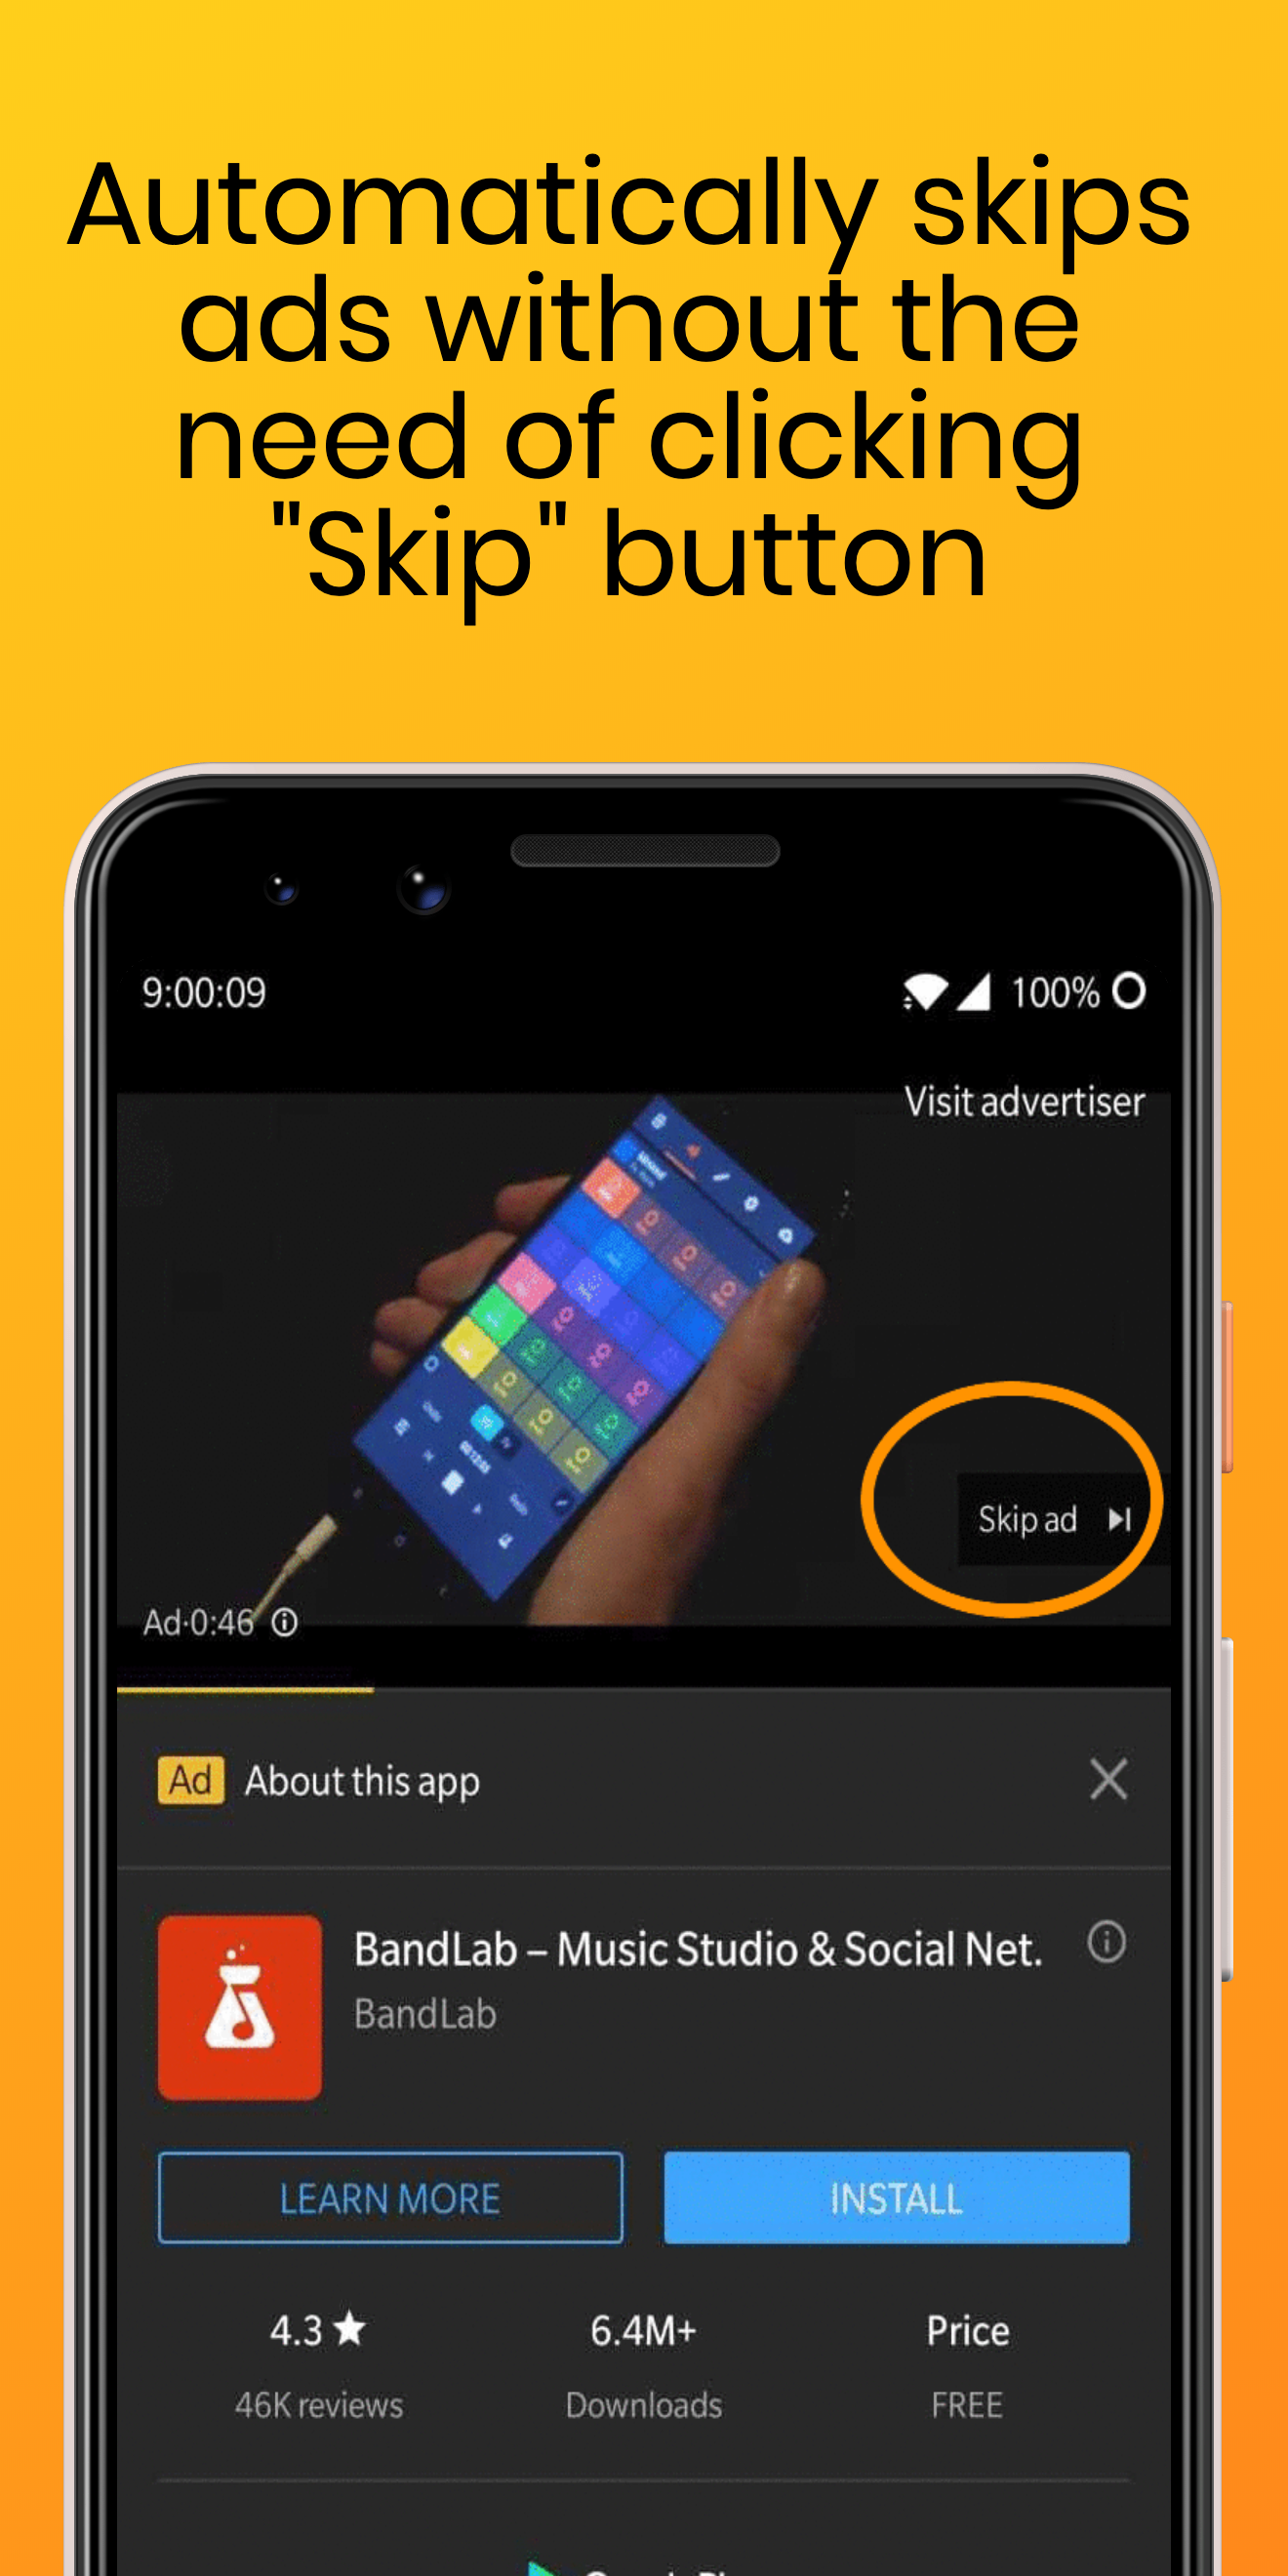 Automatically skips
ads without the
need of clicking
"Skip" button
9:00:09
100%
Visit advertiser
Skip ad
Ad·0:46
Ad About this app
BandLab – Music Studio & Social Net.
BandLab
LEARN MORE
INSTALL
4.3 ★ 6.4M+ Price
46K reviews Downloads FREE